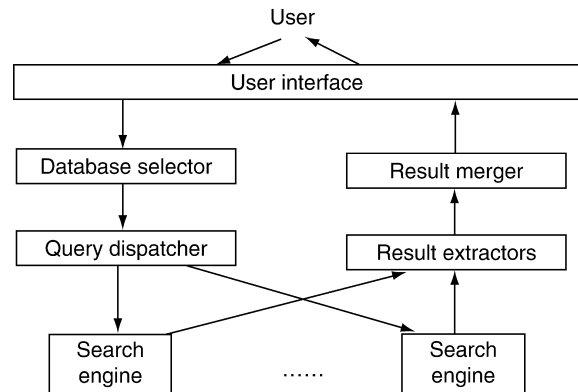 User
User interface
Database selector
Result merger
Query dispatcher
Result extractors
Search
engine
......
Search
engine